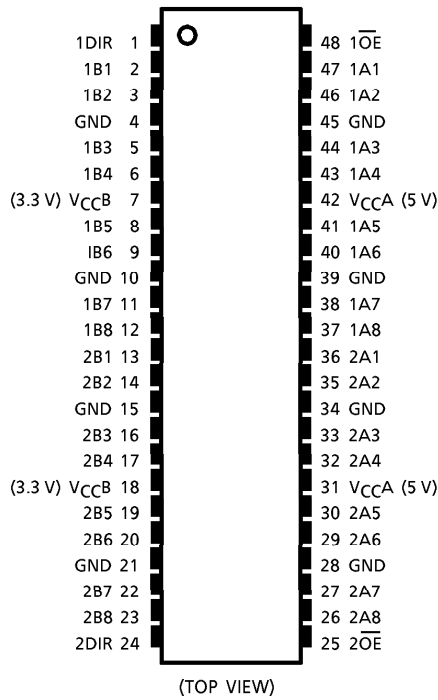 1DIR 1 48 1O̅E̅
1B1 2 47 1A1
1B2 3 46 1A2
GND 4 45 GND
1B3 5 44 1A3
1B4 6 43 1A4
(3.3 V) VCCB 7 42 VCCA (5 V)
1B5 8 41 1A5
IB6 9 40 1A6
GND 10 39 GND
1B7 11 38 1A7
1B8 12 37 1A8
2B1 13 36 2A1
2B2 14 35 2A2
GND 15 34 GND
2B3 16 33 2A3
2B4 17 32 2A4
(3.3 V) VCCB 18 31 VCCA (5 V)
2B5 19 30 2A5
2B6 20 29 2A6
GND 21 28 GND
2B7 22 27 2A7
2B8 23 26 2A8
2DIR 24 25 2O̅E̅
(TOP VIEW)